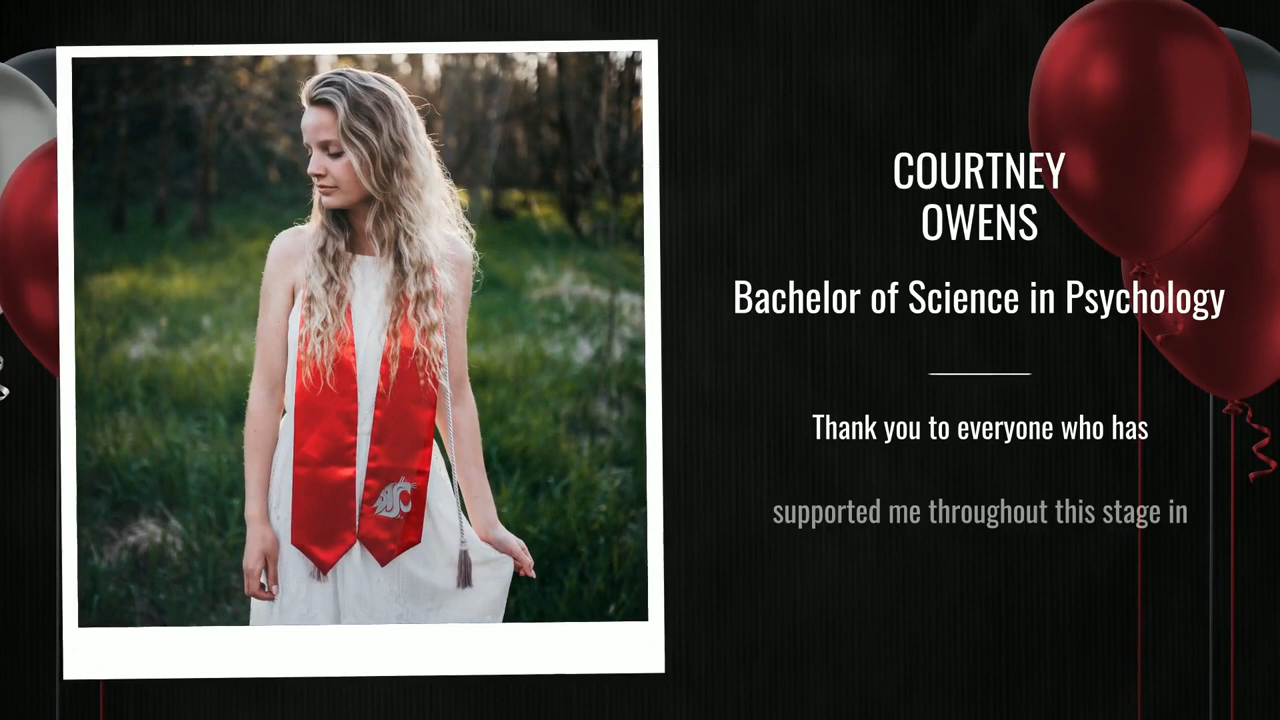 COURTNEY
OWENS
Bachelor of Science in Psychology
Thank you to everyone who has
supported me throughout this stage in